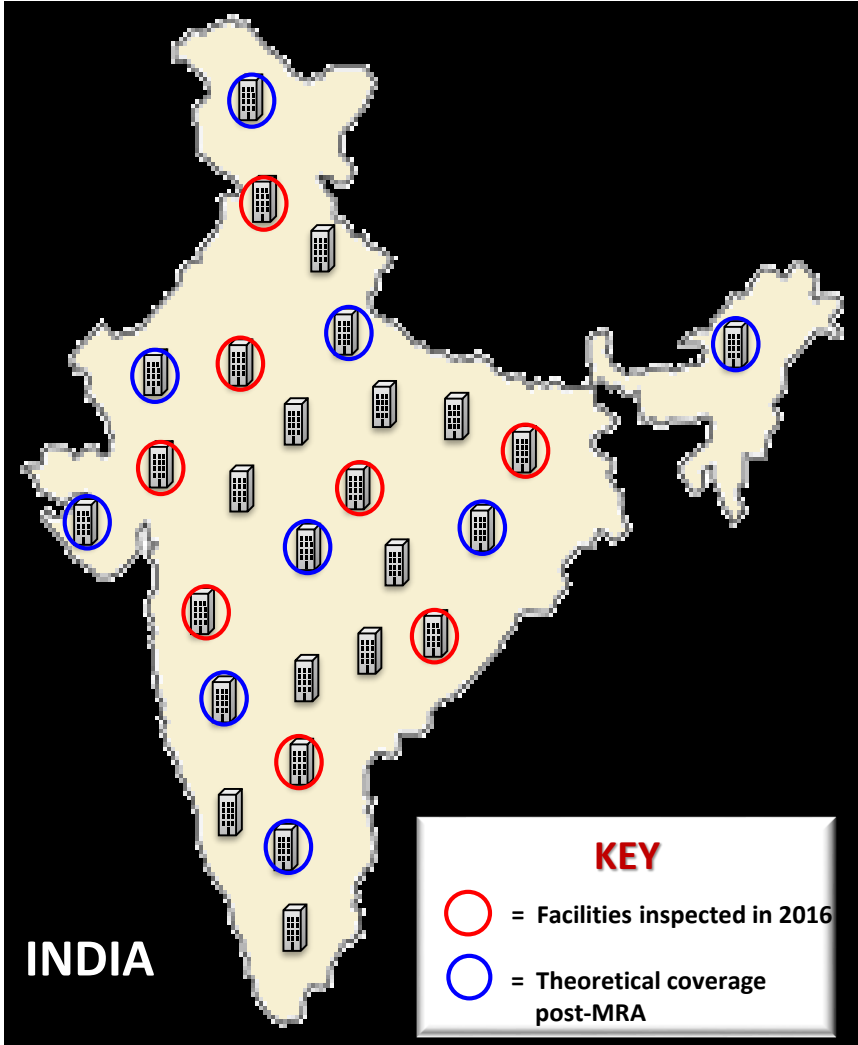 INDIA
KEY
= Facilities inspected in 2016
= Theoretical coverage
post-MRA